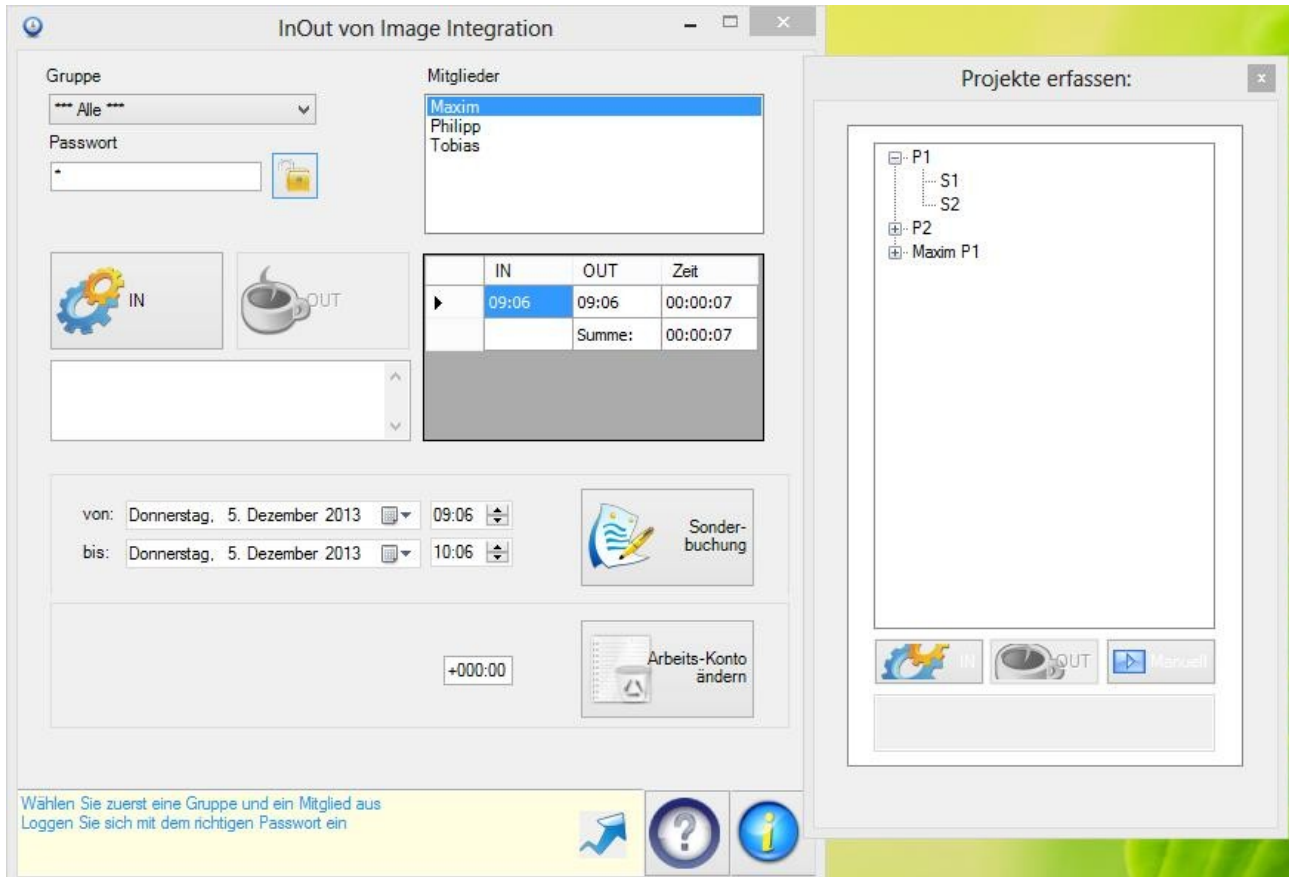 InOut von Image Integration
Gruppe
*** Alle ***
Passwort
*
Mitglieder
Maxim
Philipp
Tobias
IN
OUT
IN OUT Zeit
09:06 09:06 00:00:07
Summe: 00:00:07
von: Donnerstag, 5. Dezember 2013 09:06
bis: Donnerstag, 5. Dezember 2013 10:06
Sonder-
buchung
+000:00
Arbeits-Konto
ändern
Wählen Sie zuerst eine Gruppe und ein Mitglied aus
Loggen Sie sich mit dem richtigen Passwort ein
Projekte erfassen:
P1
S1
S2
P2
Maxim P1
IN
OUT
Manuell